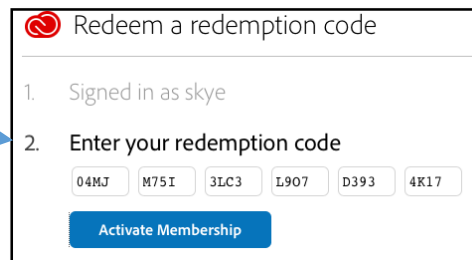 Redeem a redemption code
1. Signed in as skye
2. Enter your redemption code
04MJ M75I 3LC3 L9O7 D393 4K17
Activate Membership